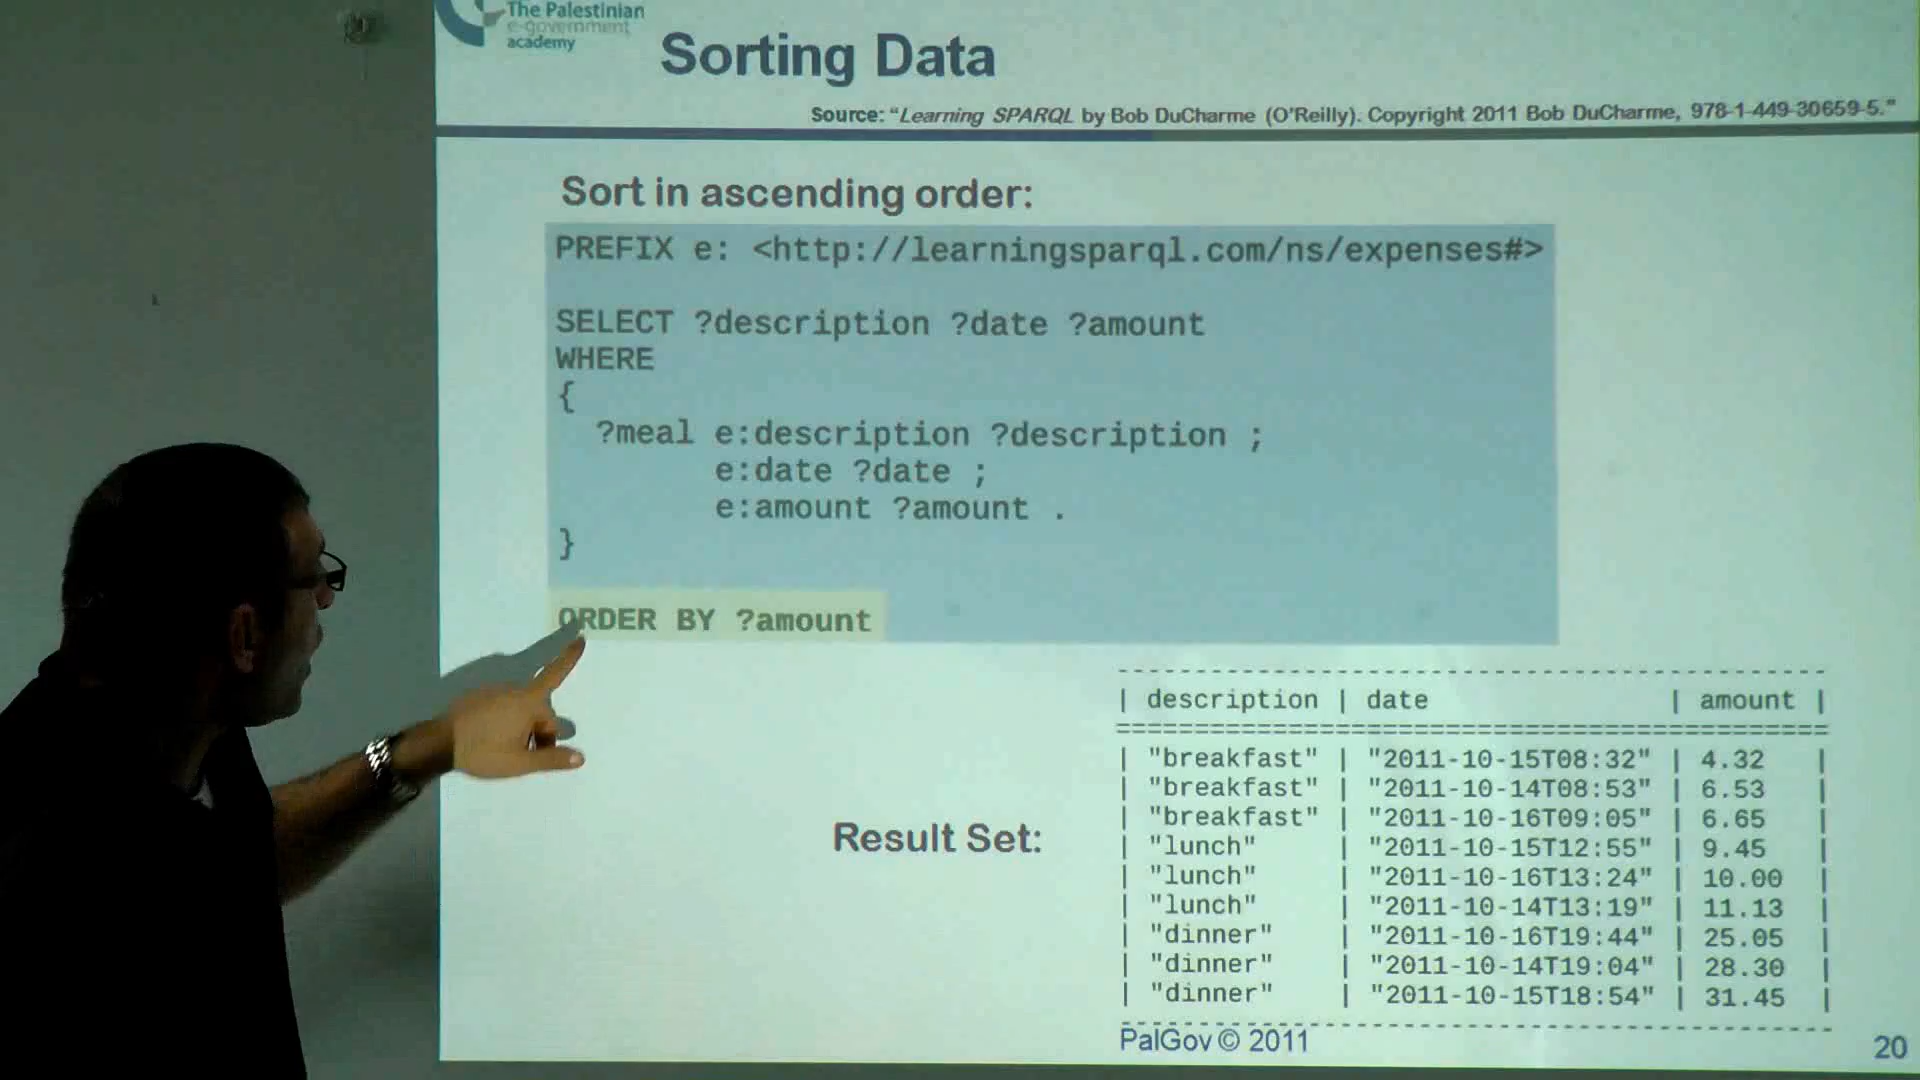 The Palestinian
e-government
academy
Sorting Data
Source: “Learning SPARQL by Bob DuCharme (O'Reilly). Copyright 2011 Bob DuCharme, 978-1-449-30659-5.”
Sort in ascending order:
PREFIX e: <http://learningsparql.com/ns/expenses#>
SELECT ?description ?date ?amount
WHERE
{
?meal e:description ?description ;
e:date ?date ;
e:amount ?amount .
}
ORDER BY ?amount
Result Set:
| description | date | amount |
| "breakfast" | "2011-10-15T08:32" | 4.32 |
| "breakfast" | "2011-10-14T08:53" | 6.53 |
| "breakfast" | "2011-10-16T09:05" | 6.65 |
| "lunch" | "2011-10-15T12:55" | 9.45 |
| "lunch" | "2011-10-16T13:24" | 10.00 |
| "lunch" | "2011-10-14T13:19" | 11.13 |
| "dinner" | "2011-10-16T19:44" | 25.05 |
| "dinner" | "2011-10-14T19:04" | 28.30 |
| "dinner" | "2011-10-15T18:54" | 31.45 |
PalGov © 2011
20